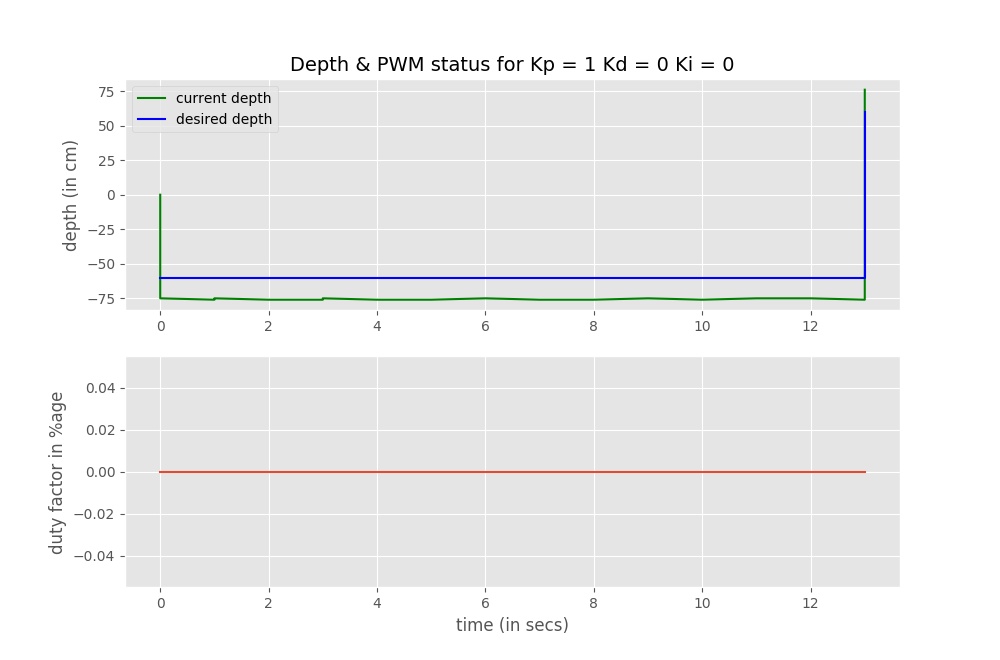 Depth & PWM status for Kp = 1 Kd = 0 Ki = 0
current depth
desired depth
depth (in cm)
75
50
25
0
−25
−50
−75
0 2 4 6 8 10 12
duty factor in %age
0.04
0.02
0.00
−0.02
−0.04
0 2 4 6 8 10 12
time (in secs)